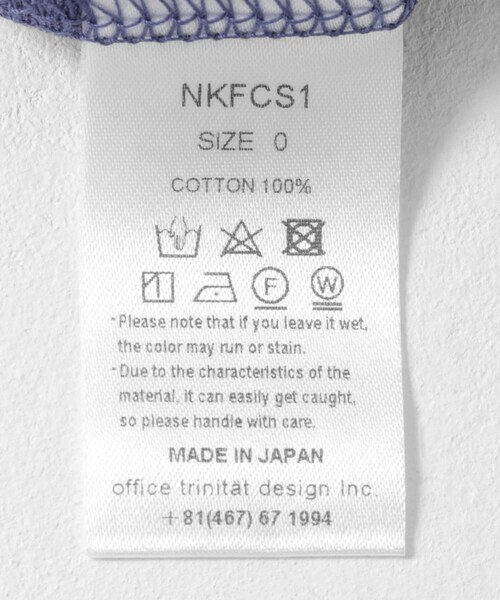 NKFCS1
SIZE 0
COTTON 100%
F W
*Please note that if you leave it wet,
the color may run or stain.
*Due to the characteristics of the
material, it can easily get caught,
so please handle with care.
MADE IN JAPAN
office trinität design Inc.
+81(467) 67 1994